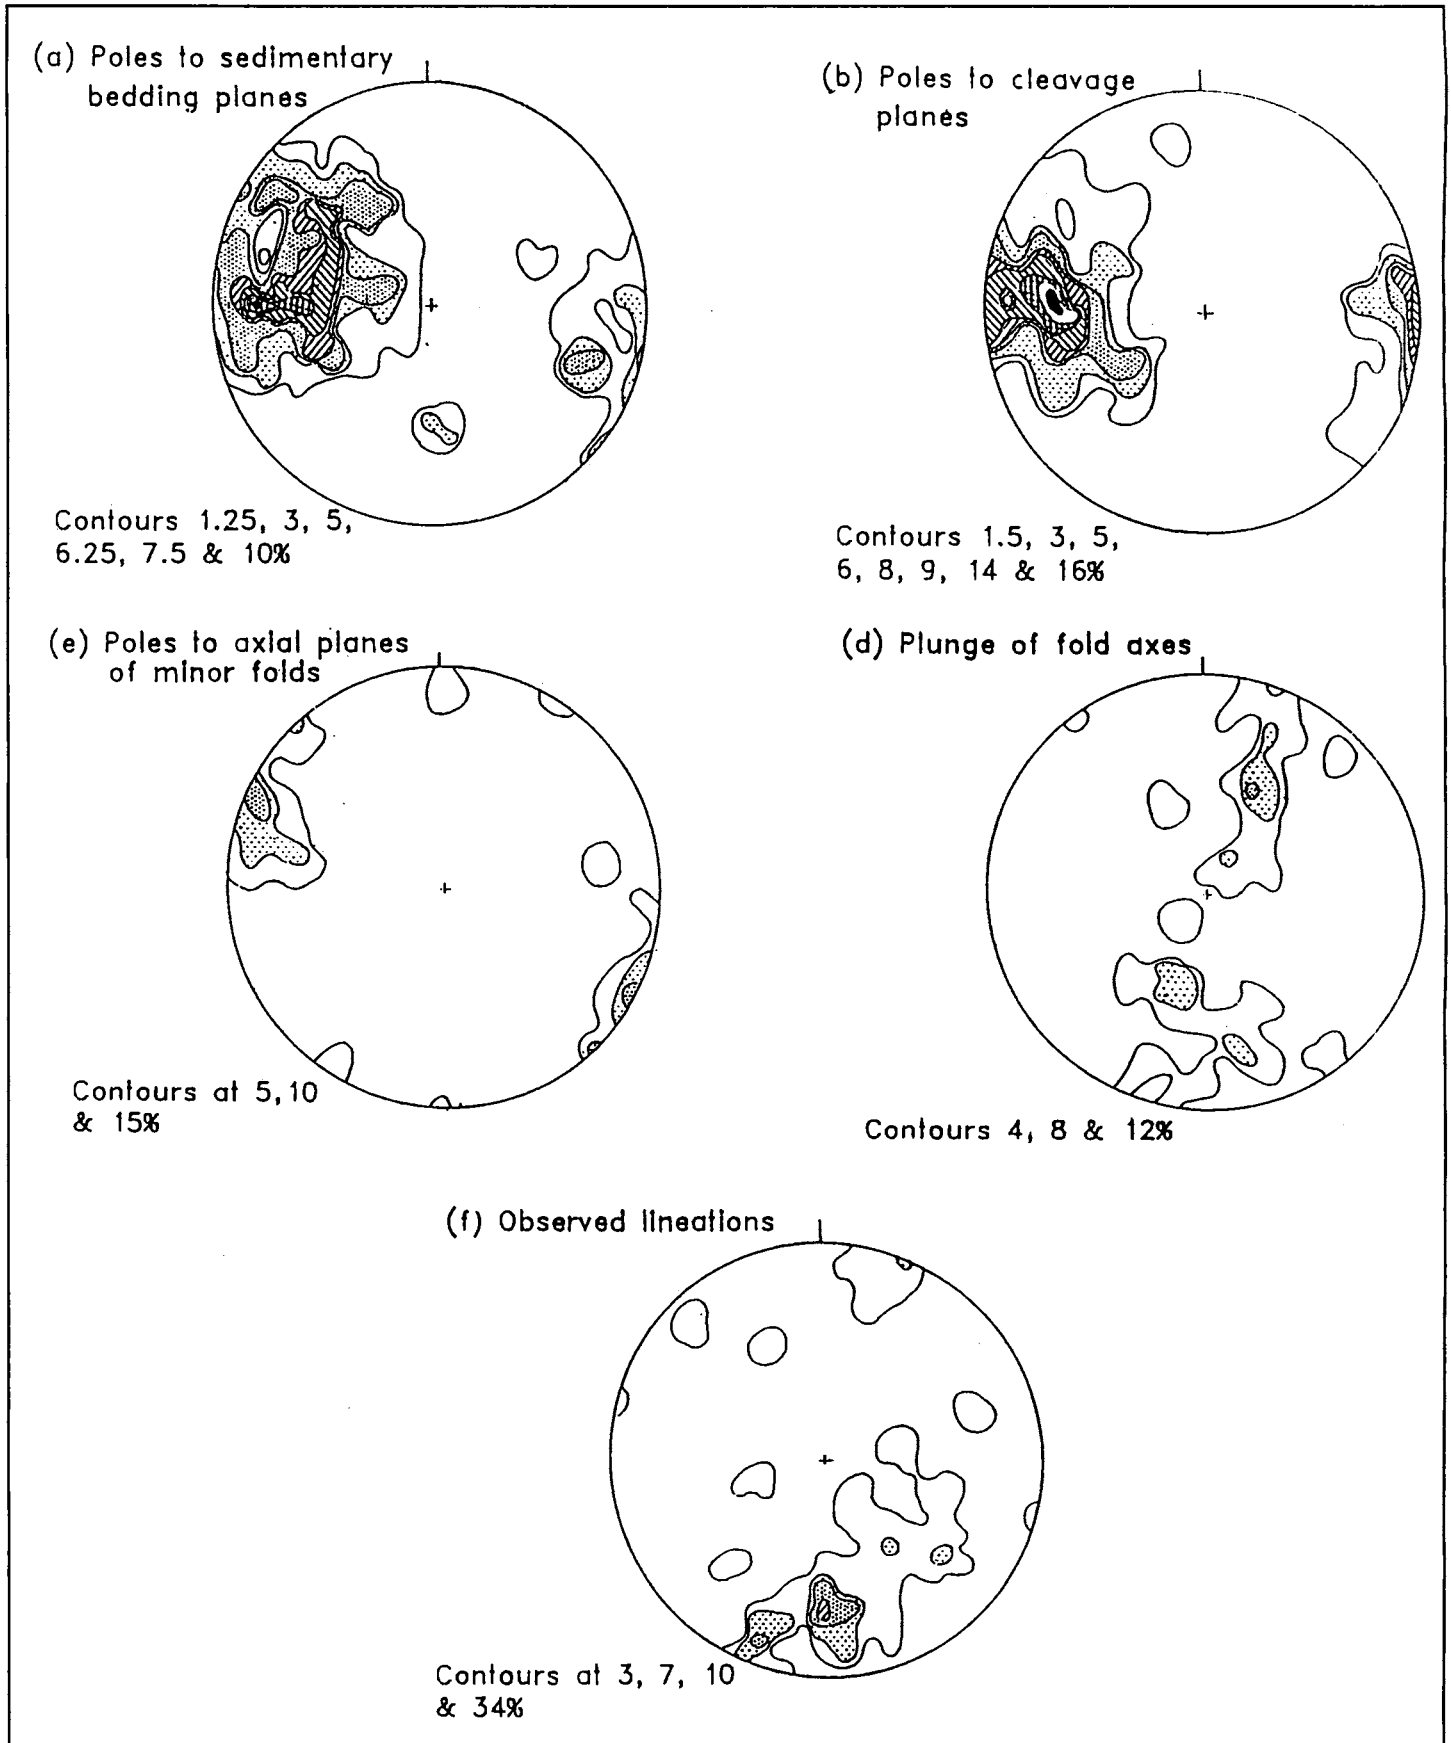 (a) Poles to sedimentary
bedding planes
(b) Poles to cleavage
planes
Contours 1.25, 3, 5,
6.25, 7.5 & 10%
Contours 1.5, 3, 5,
6, 8, 9, 14 & 16%
(e) Poles to axial planes
of minor folds
(d) Plunge of fold axes
Contours at 5,10
& 15%
Contours 4, 8 & 12%
(f) Observed lineations
Contours at 3, 7, 10
& 34%